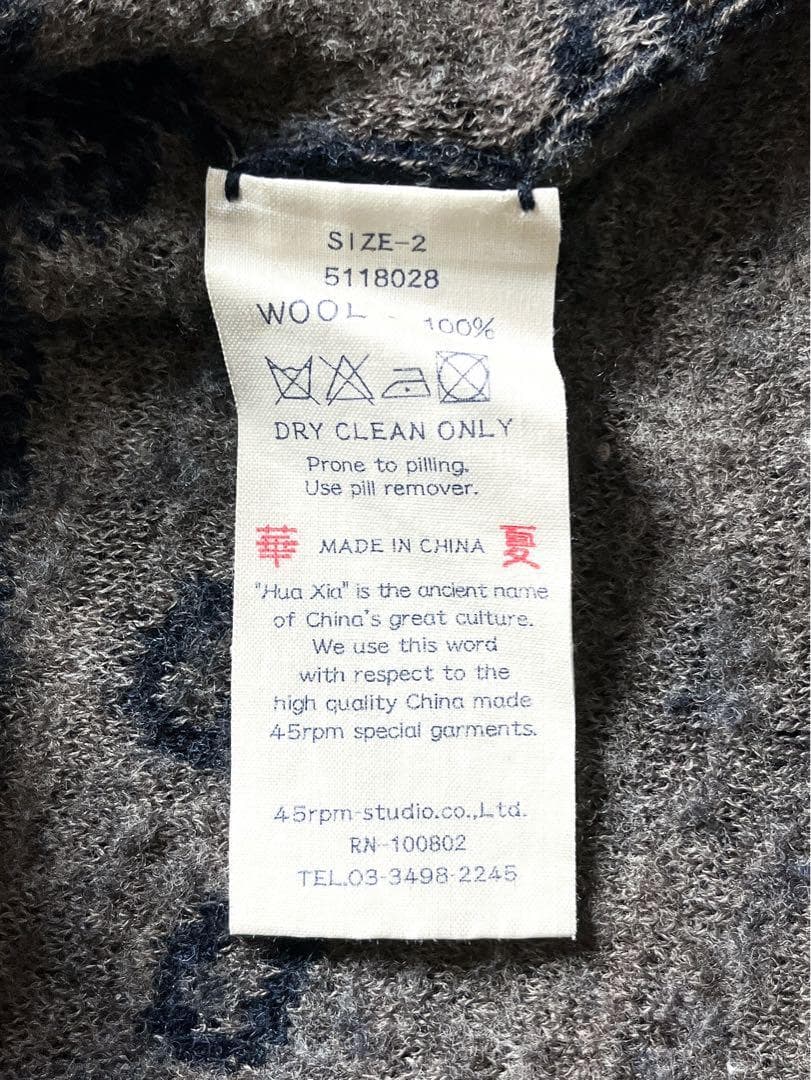 SIZE-2
5118028
WOOL - 100%
DRY CLEAN ONLY
Prone to pilling.
Use pill remover.
華 MADE IN CHINA 夏
"Hua Xia" is the ancient name
of China's great culture.
We use this word
with respect to the
high quality China made
45rpm special garments.
45rpm-studio.co.,Ltd.
RN-100802
TEL.03-3498-2245